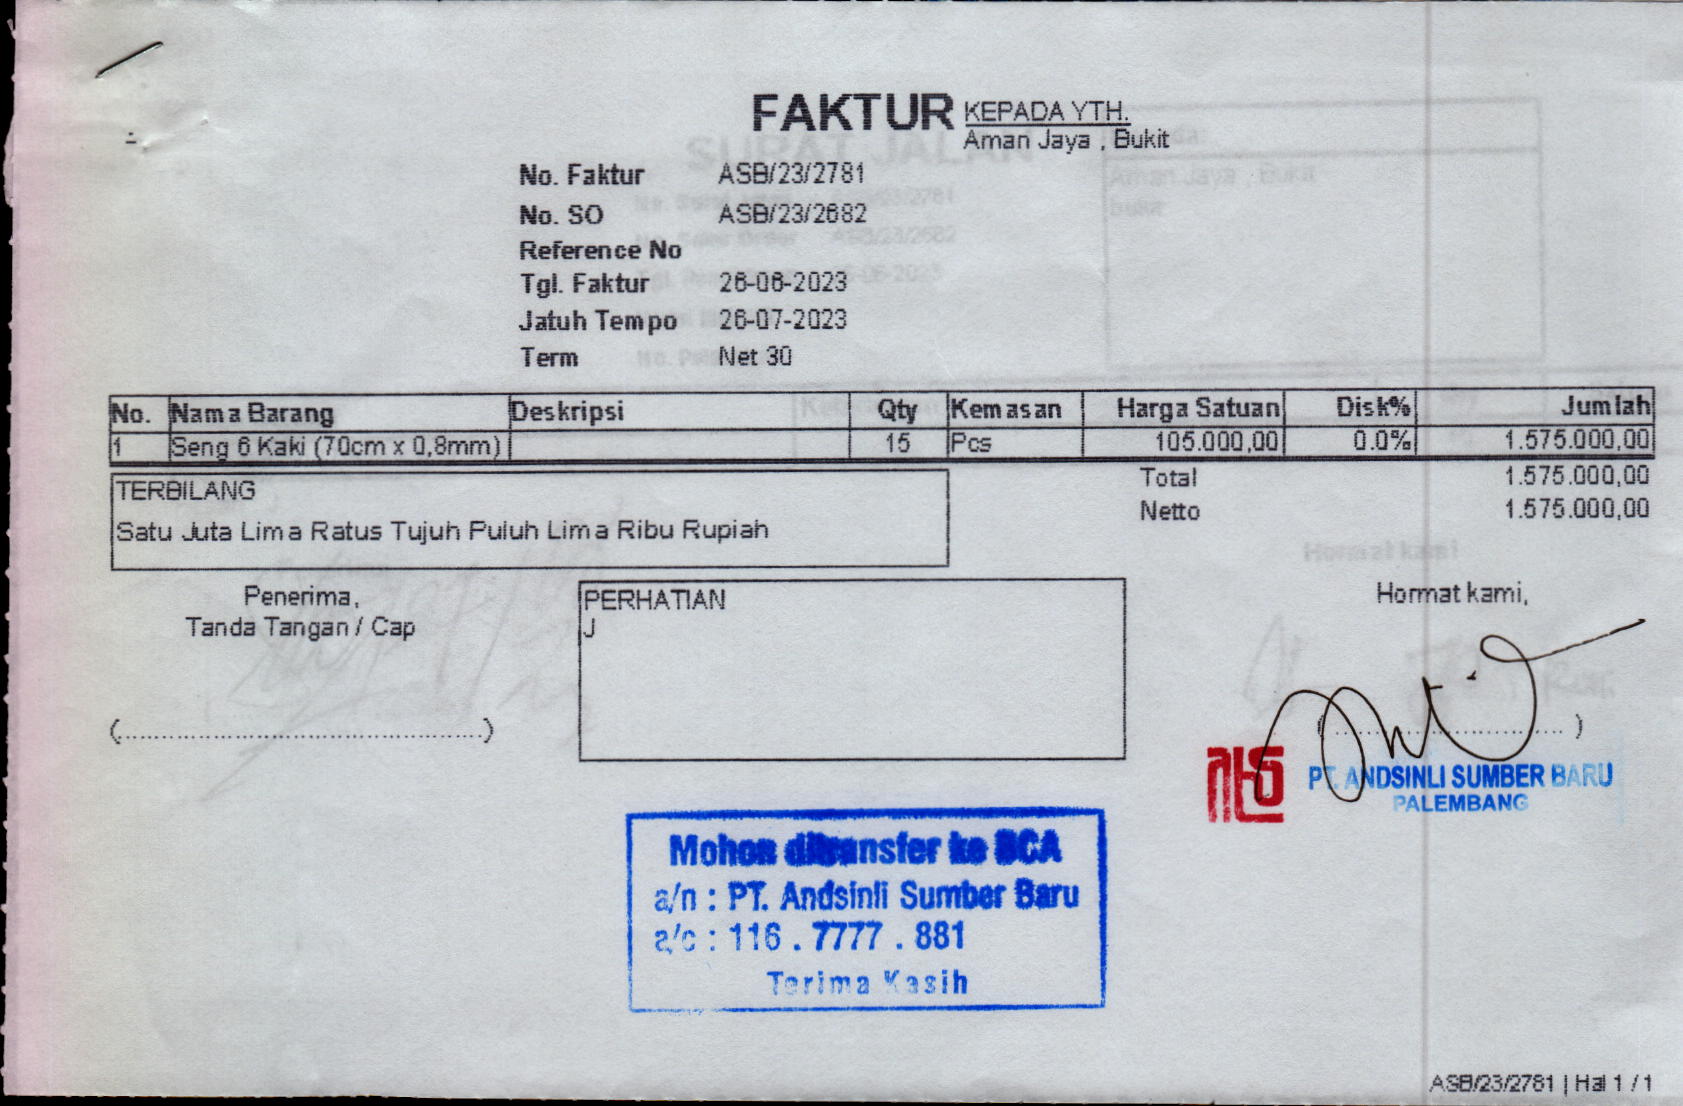 FAKTUR
KEPADA YTH.
Aman Jaya , Bukit
No. Faktur ASB/23/2781
No. SO ASB/23/2682
Reference No
Tgl. Faktur 26-06-2023
Jatuh Tempo 26-07-2023
Term Net 30
No. Nama Barang Deskripsi Qty Kemasan Harga Satuan Disk% Jumlah
1 Seng 6 Kaki (70cm x 0,8mm) 15 Pcs 105.000,00 0.0% 1.575.000,00
TERBILANG
Satu Juta Lima Ratus Tujuh Puluh Lima Ribu Rupiah
Total 1.575.000,00
Netto 1.575.000,00
Penerima,
Tanda Tangan / Cap
(..............................................)
PERHATIAN
J
Hormat kami,
(..............................)
PT. ANDSINLI SUMBER BARU
PALEMBANG
Mohon ditransfer ke BCA
a/n : PT. Andsinli Sumber Baru
a/c : 116 . 7777 . 881
Terima Kasih
ASB/23/2781 | Hal 1 / 1